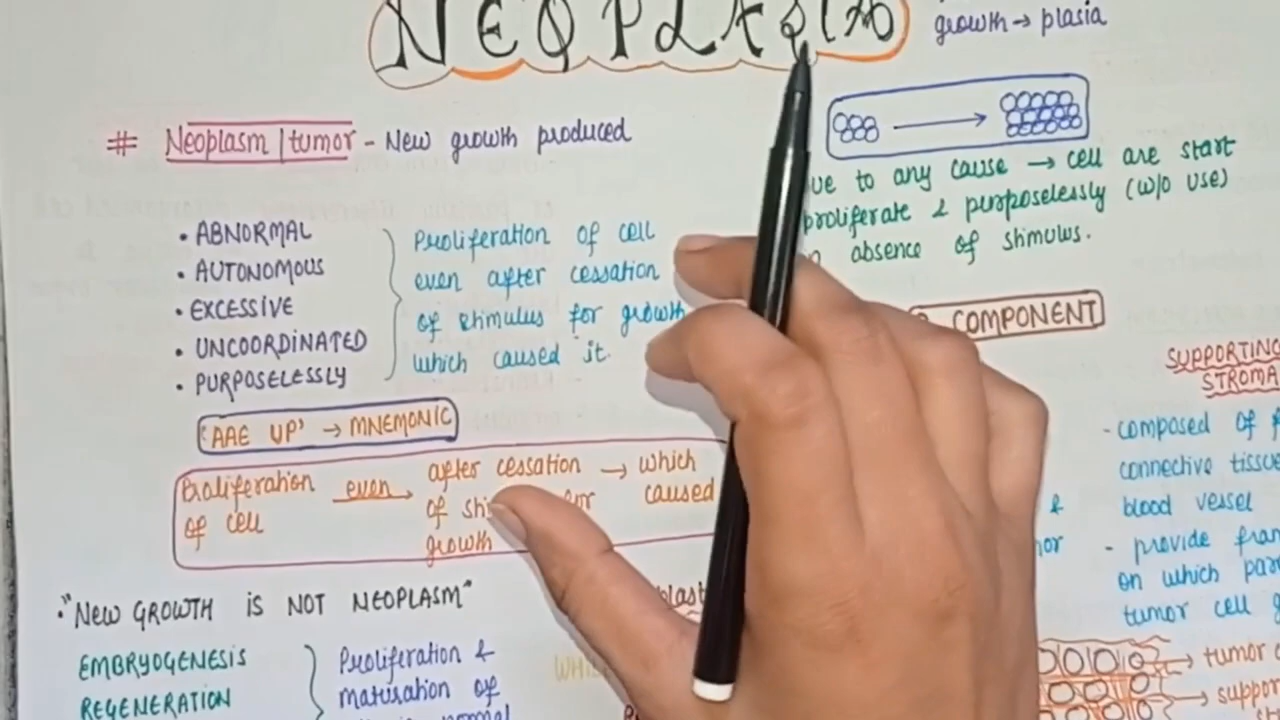 NEOPLASIA
growth → plasia
# Neoplasm | tumor - New growth produced
• ABNORMAL
• AUTONOMOUS
• EXCESSIVE
• UNCOORDINATED
• PURPOSELESSLY
Proliferation of cell
even after cessation
of stimulus for growth
which caused it.
'AAE UP' → MNEMONIC
Proliferation even → after cessation → which
of cell of growth caused
ue to any cause → cell are start
proliferate & purposelessly (w/o use)
absence of stimulus.
COMPONENT
SUPPORTING
STROMA
- composed of
connective tissue
& blood vessel
- provide
on which
tumor cell
→ tumor
→ suppor
• "NEW GROWTH IS NOT NEOPLASM"
EMBRYOGENESIS
REGENERATION
Proliferation &
maturation of
normal